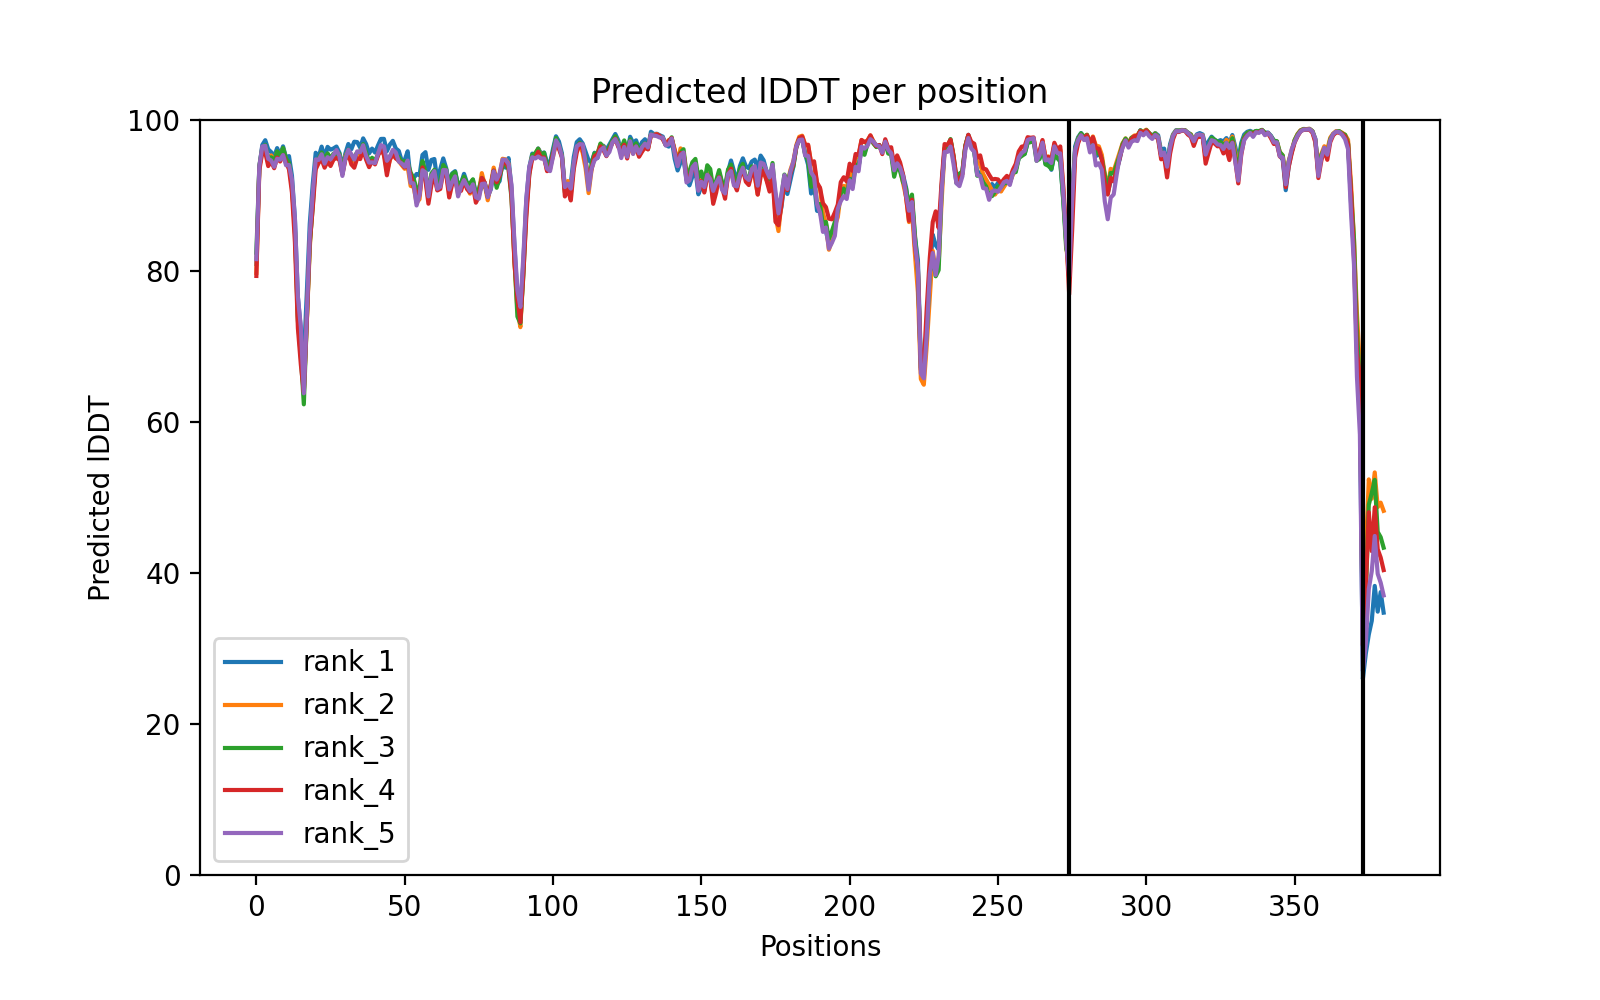 Predicted lDDT per position
100
80
60
40
20
0
Predicted lDDT
rank_1
rank_2
rank_3
rank_4
rank_5
0 50 100 150 200 250 300 350
Positions